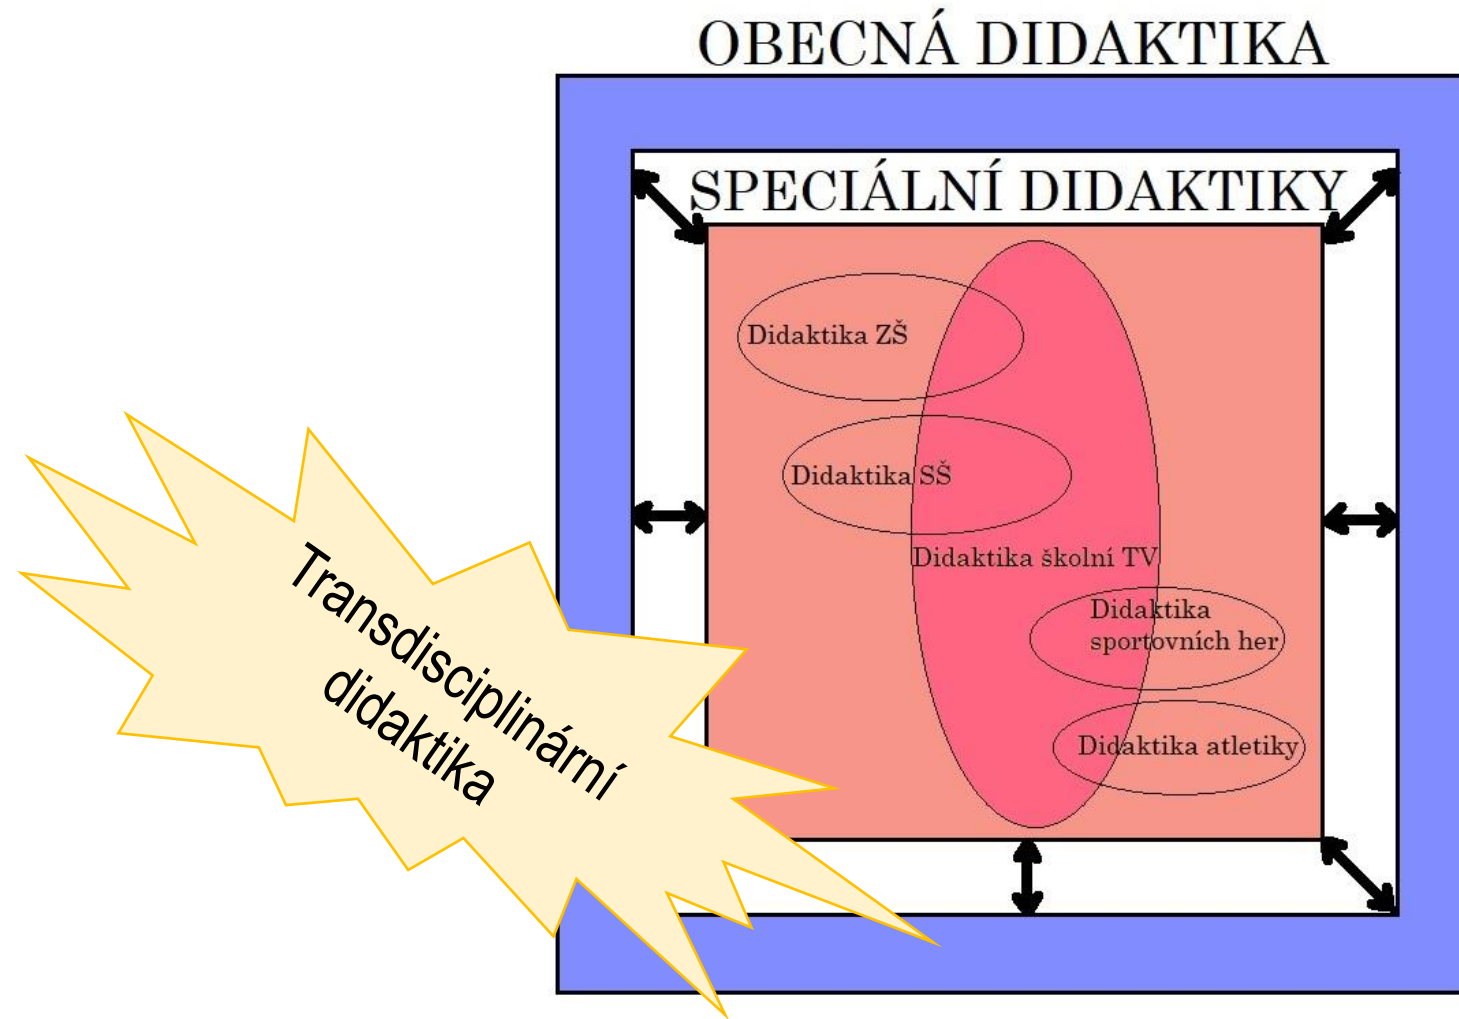 OBECNÁ DIDAKTIKA
SPECIÁLNÍ DIDAKTIKY
Didaktika ZŠ
Didaktika SŠ
Didaktika školní TV
Didaktika
sportovních her
Didaktika atletiky
Transdisciplinární
didaktika